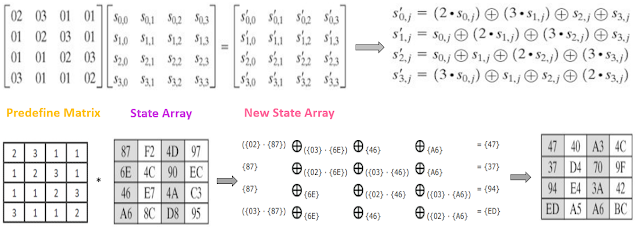 02 03 01 01
01 02 03 01
01 01 02 03
03 01 01 02
s0,0 s0,1 s0,2 s0,3
s1,0 s1,1 s1,2 s1,3
s2,0 s2,1 s2,2 s2,3
s3,0 s3,1 s3,2 s3,3
=
s′0,0 s′0,1 s′0,2 s′0,3
s′1,0 s′1,1 s′1,2 s′1,3
s′2,0 s′2,1 s′2,2 s′2,3
s′3,0 s′3,1 s′3,2 s′3,3
s′0,j = (2 • s0,j) ⊕ (3 • s1,j) ⊕ s2,j ⊕ s3,j
s′1,j = s0,j ⊕ (2 • s1,j) ⊕ (3 • s2,j) ⊕ s3,j
s′2,j = s0,j ⊕ s1,j ⊕ (2 • s2,j) ⊕ (3 • s3,j)
s′3,j = (3 • s0,j) ⊕ s1,j ⊕ s2,j ⊕ (2 • s3,j)
Predefine Matrix State Array New State Array
2 3 1 1
1 2 3 1
1 1 2 3
3 1 1 2
*
87 F2 4D 97
6E 4C 90 EC
46 E7 4A C3
A6 8C D8 95
({02} · {87}) ⊕ ({03} · {6E}) ⊕ {46} ⊕ {A6} = {47}
{87} ⊕ ({02} · {6E}) ⊕ ({03} · {46}) ⊕ {A6} = {37}
{87} ⊕ {6E} ⊕ ({02} · {46}) ⊕ ({03} · {A6}) = {94}
({03} · {87}) ⊕ {6E} ⊕ {46} ⊕ ({02} · {A6}) = {ED}
47 40 A3 4C
37 D4 70 9F
94 E4 3A 42
ED A5 A6 BC